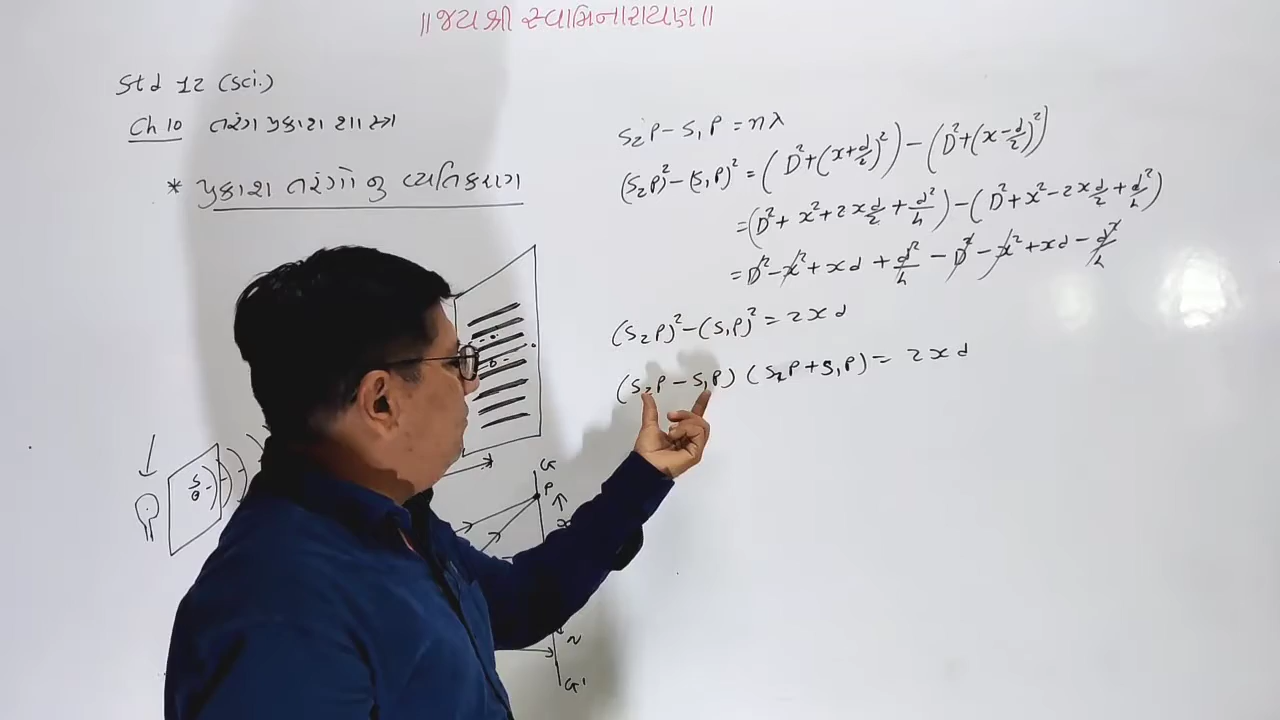 ॥જય શ્રી સ્વામિનારાયણ॥
Std 12 (Sci.)
Ch 10 તરંગ પ્રકાશ શાસ્ત્ર
* પ્રકાશ તરંગોનું વ્યતિકરણ
S₂P - S₁P = nλ
(S₂P)² - (S₁P)² = (D² + (x + d/2)²) - (D² + (x - d/2)²)
= (D² + x² + 2x d/2 + d²/4) - (D² + x² - 2x d/2 + d²/4)
= D² - x² + xd + d²/4 - D² - x² + xd - d²/4
(S₂P)² - (S₁P)² = 2xd
(S₂P - S₁P) (S₂P + S₁P) = 2xd
S
G
P
x
G'